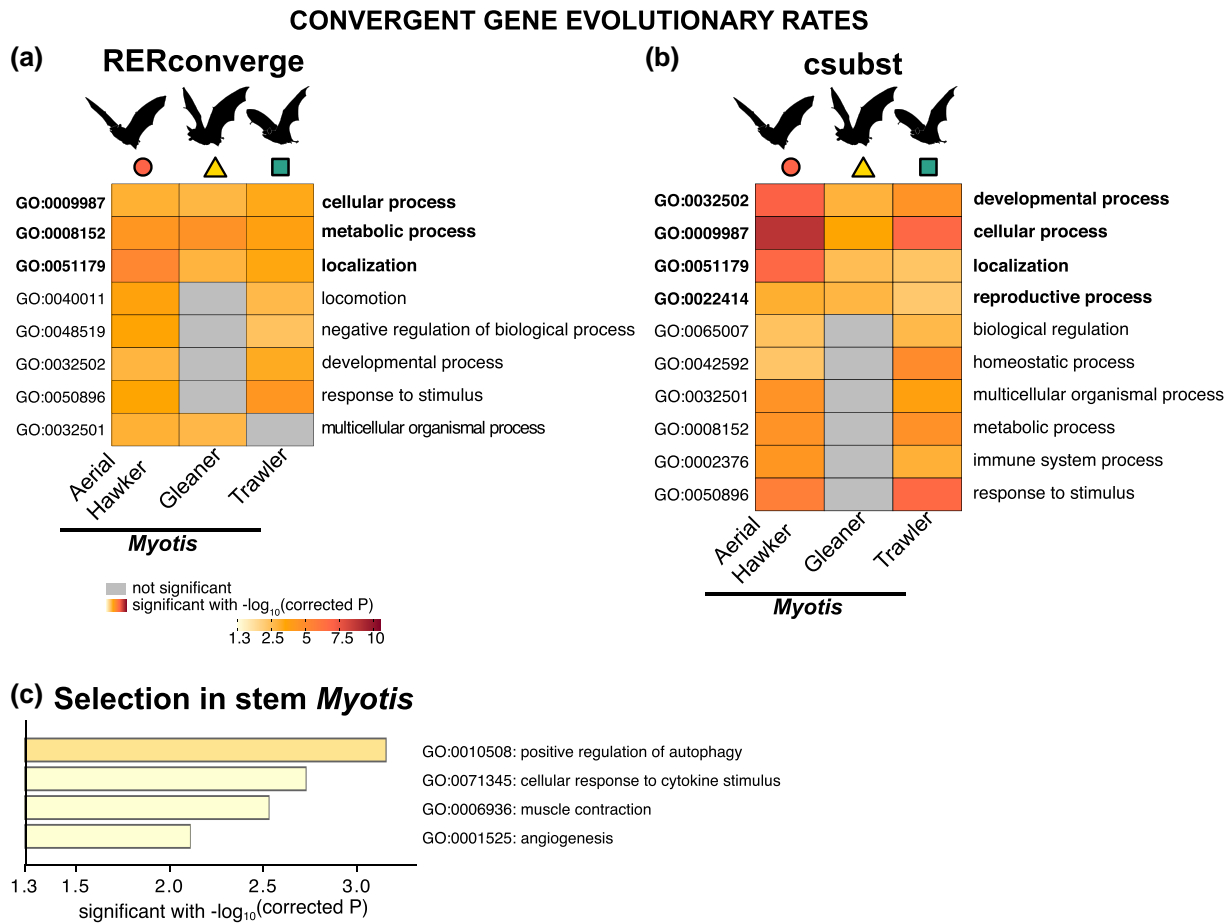 CONVERGENT GENE EVOLUTIONARY RATES
(a) RERconverge
GO:0009987 cellular process
GO:0008152 metabolic process
GO:0051179 localization
GO:0040011 locomotion
GO:0048519 negative regulation of biological process
GO:0032502 developmental process
GO:0050896 response to stimulus
GO:0032501 multicellular organismal process
Aerial Hawker
Gleaner
Trawler
Myotis
not significant
significant with -log10(corrected P)
1.3 2.5 5 7.5 10
(b) csubst
GO:0032502 developmental process
GO:0009987 cellular process
GO:0051179 localization
GO:0022414 reproductive process
GO:0065007 biological regulation
GO:0042592 homeostatic process
GO:0032501 multicellular organismal process
GO:0008152 metabolic process
GO:0002376 immune system process
GO:0050896 response to stimulus
Aerial Hawker
Gleaner
Trawler
Myotis
(c) Selection in stem Myotis
GO:0010508: positive regulation of autophagy
GO:0071345: cellular response to cytokine stimulus
GO:0006936: muscle contraction
GO:0001525: angiogenesis
1.3 1.5 2.0 2.5 3.0
significant with -log10(corrected P)